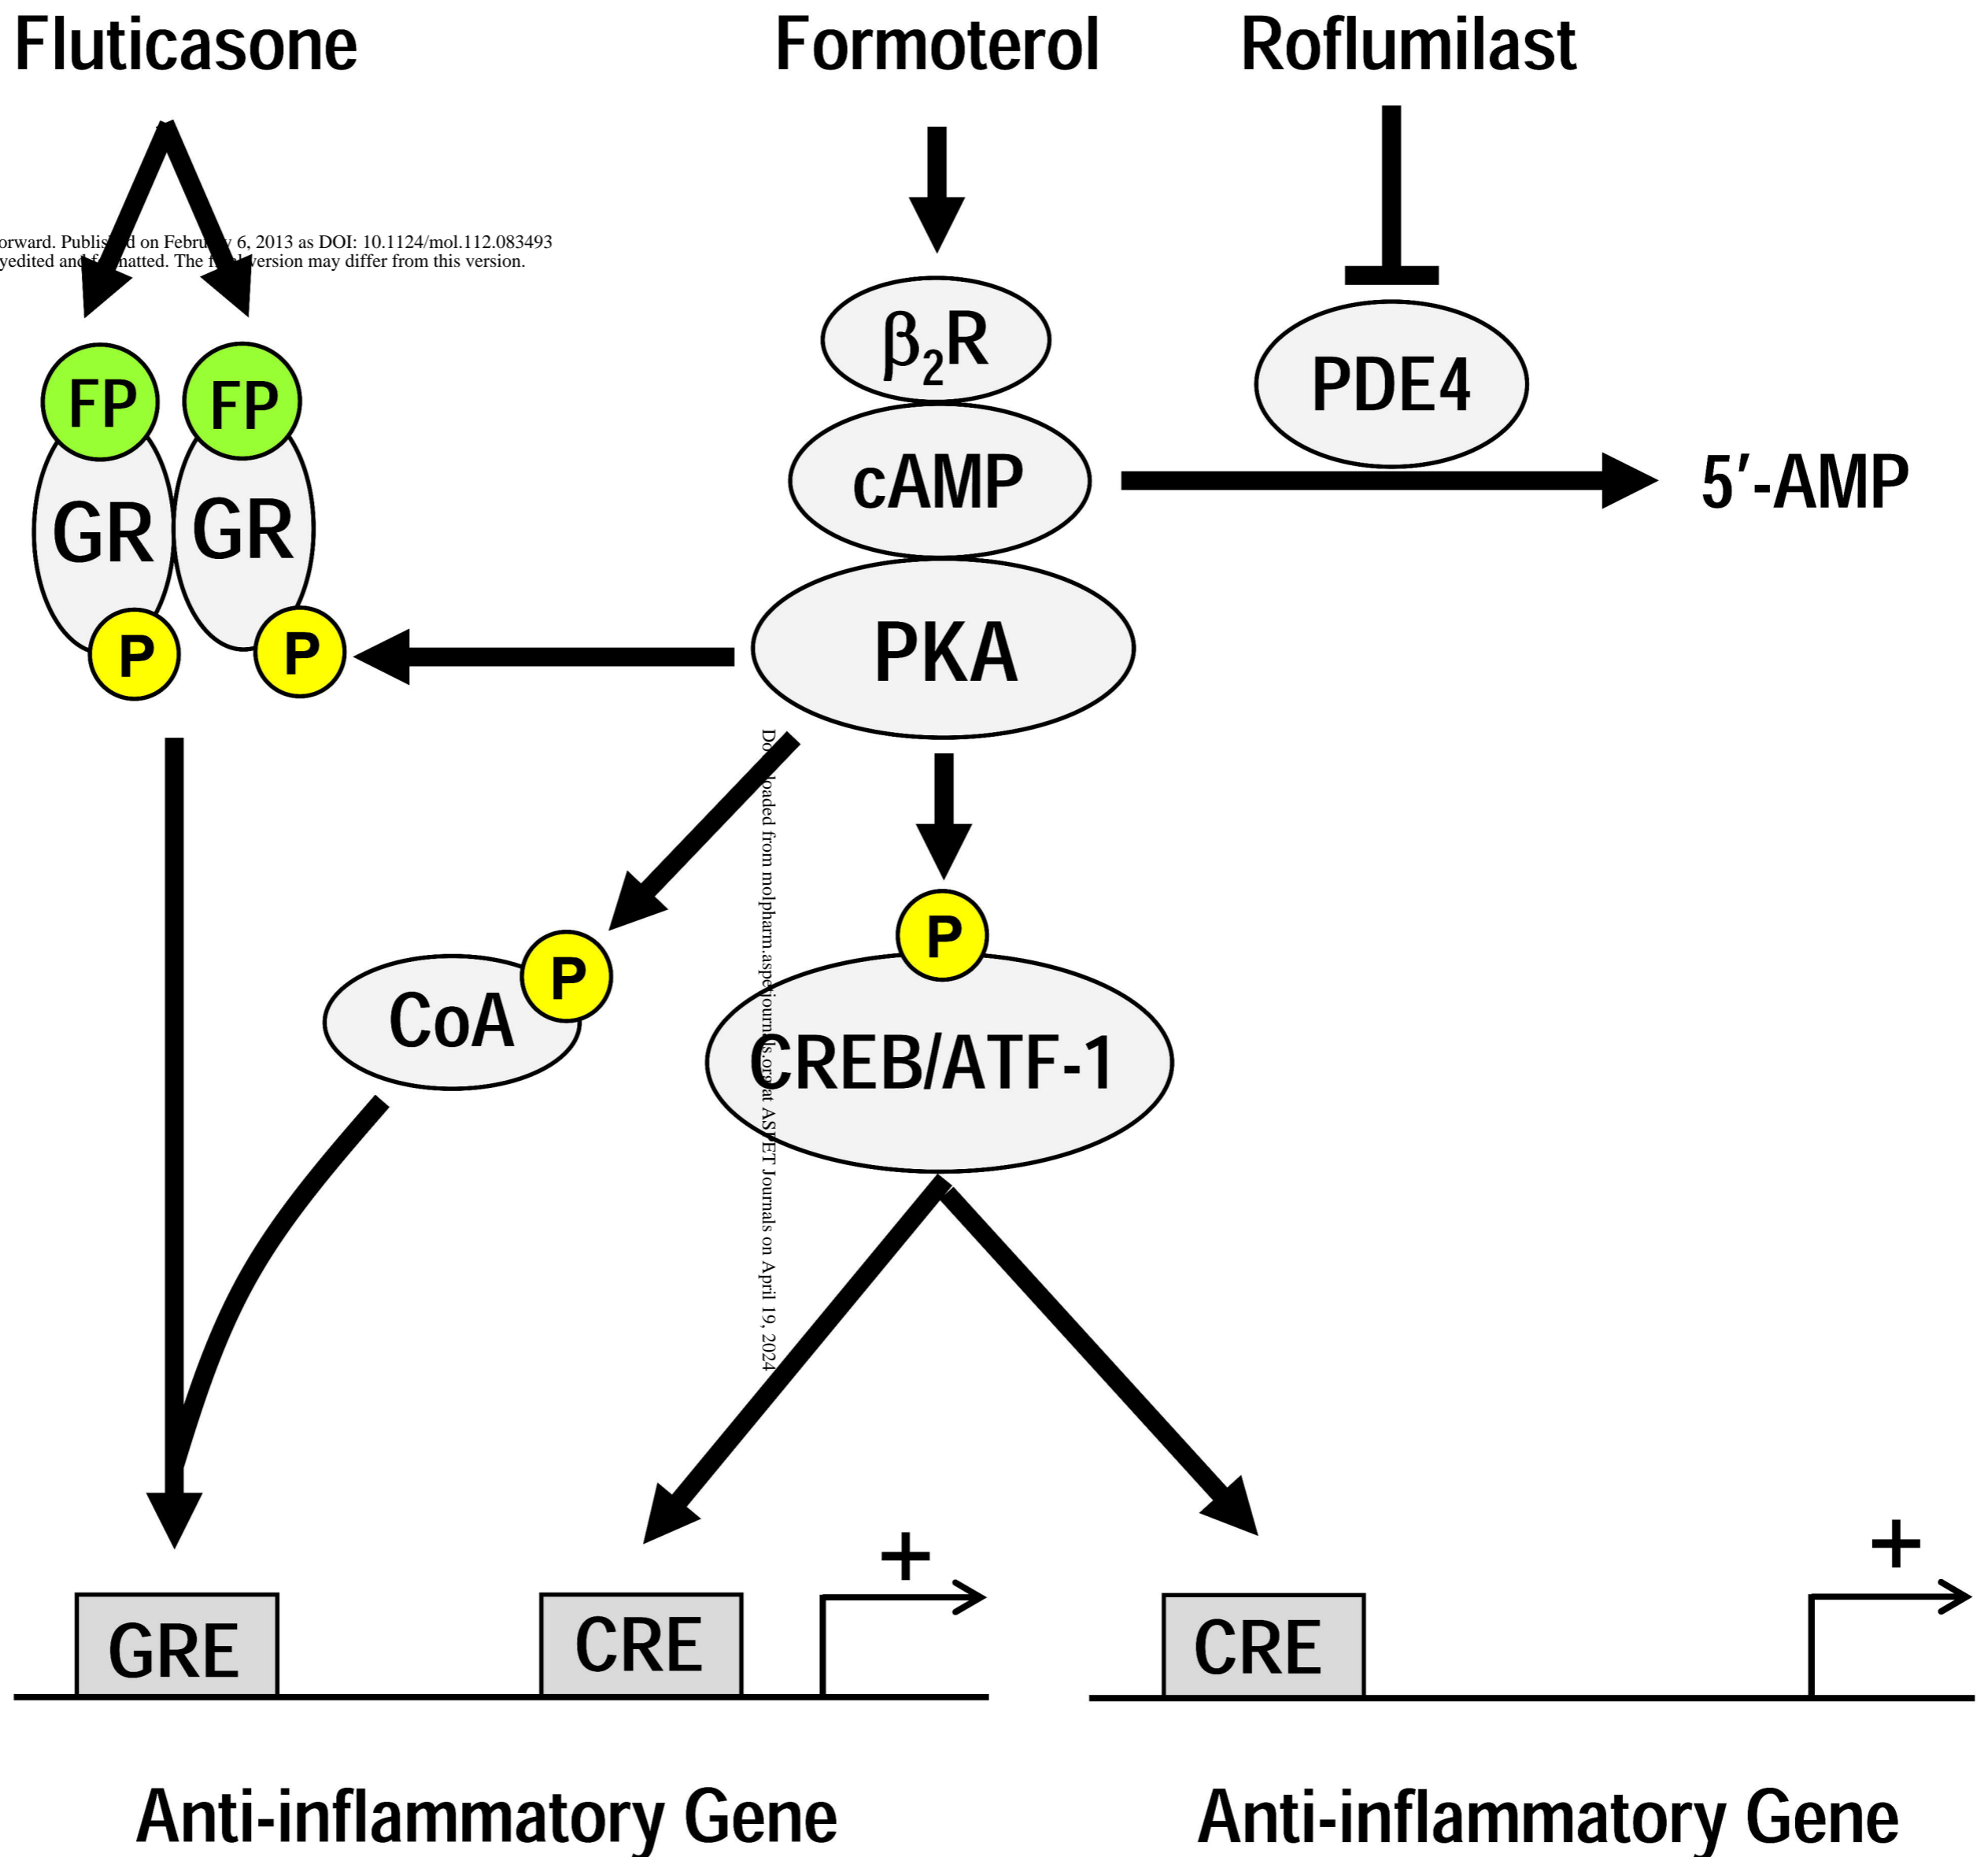 Fluticasone Formoterol Roflumilast
orward. Published on February 6, 2013 as DOI: 10.1124/mol.112.083493
yedited and formatted. The final version may differ from this version.
β2R
PDE4
FP FP
cAMP 5′-AMP
GR GR
PKA
P P
Downloaded from molpharm.aspetjournals.org at ASPET Journals on April 19, 2024
P
P
CoA
CREB/ATF-1
+ +
GRE CRE CRE
Anti-inflammatory Gene Anti-inflammatory Gene